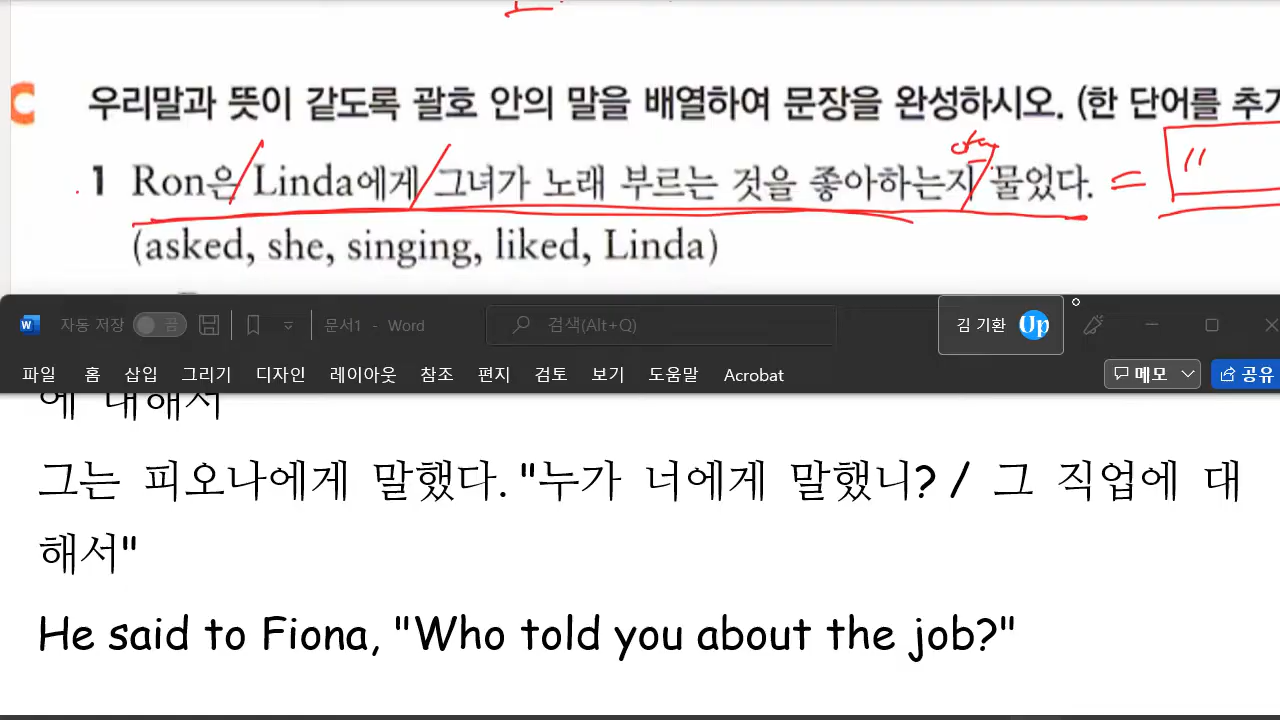 C 우리말과 뜻이 같도록 괄호 안의 말을 배열하여 문장을 완성하시오. (한 단어를
1 Ron은 / Linda에게 / 그녀가 노래 부르는 것을 좋아하는지 / 물었다. = "
(asked, she, singing, liked, Linda)
자동 저장 끔 문서1 - Word 검색(Alt+Q) 김 기환 Up
파일 홈 삽입 그리기 디자인 레이아웃 참조 편지 검토 보기 도움말 Acrobat 메모 공유
에 대해서
그는 피오나에게 말했다. "누가 너에게 말했니? / 그 직업에 대
해서"
He said to Fiona, "Who told you about the job?"